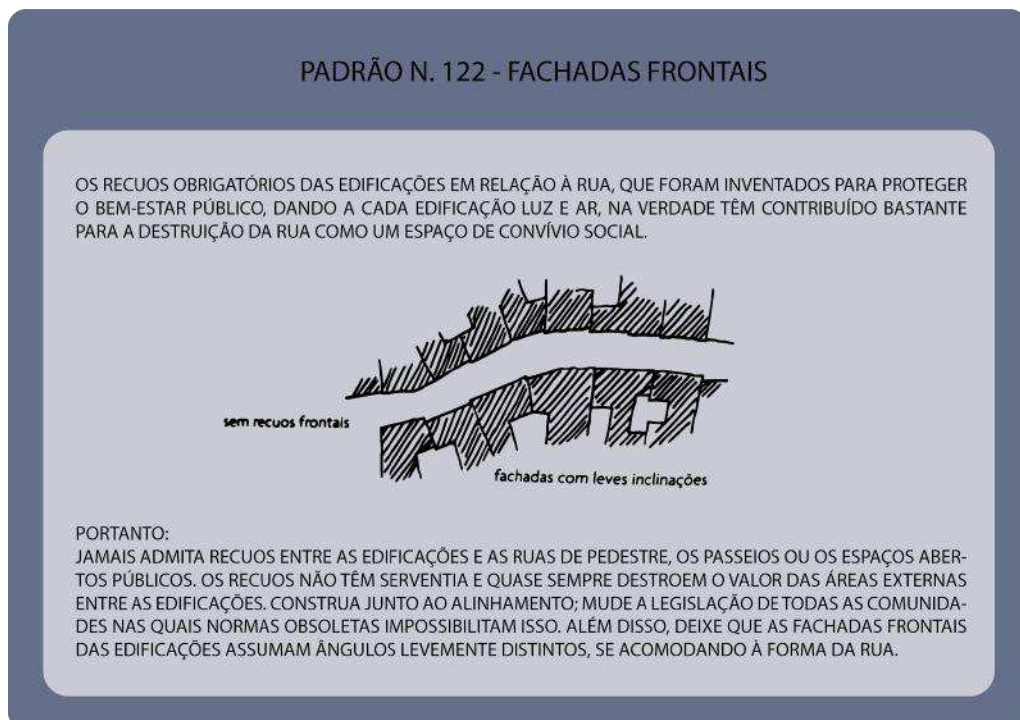 PADRÃO N. 122 - FACHADAS FRONTAIS
OS RECUOS OBRIGATÓRIOS DAS EDIFICAÇÕES EM RELAÇÃO À RUA, QUE FORAM INVENTADOS PARA PROTEGER
O BEM-ESTAR PÚBLICO, DANDO A CADA EDIFICAÇÃO LUZ E AR, NA VERDADE TÊM CONTRIBUÍDO BASTANTE
PARA A DESTRUIÇÃO DA RUA COMO UM ESPAÇO DE CONVÍVIO SOCIAL.
sem recuos frontais
fachadas com leves inclinações
PORTANTO:
JAMAIS ADMITA RECUOS ENTRE AS EDIFICAÇÕES E AS RUAS DE PEDESTRE, OS PASSEIOS OU OS ESPAÇOS ABER-
TOS PÚBLICOS. OS RECUOS NÃO TÊM SERVENTIA E QUASE SEMPRE DESTROEM O VALOR DAS ÁREAS EXTERNAS
ENTRE AS EDIFICAÇÕES. CONSTRUA JUNTO AO ALINHAMENTO; MUDE A LEGISLAÇÃO DE TODAS AS COMUNIDA-
DES NAS QUAIS NORMAS OBSOLETAS IMPOSSIBILITAM ISSO. ALÉM DISSO, DEIXE QUE AS FACHADAS FRONTAIS
DAS EDIFICAÇÕES ASSUMAM ÂNGULOS LEVEMENTE DISTINTOS, SE ACOMODANDO À FORMA DA RUA.